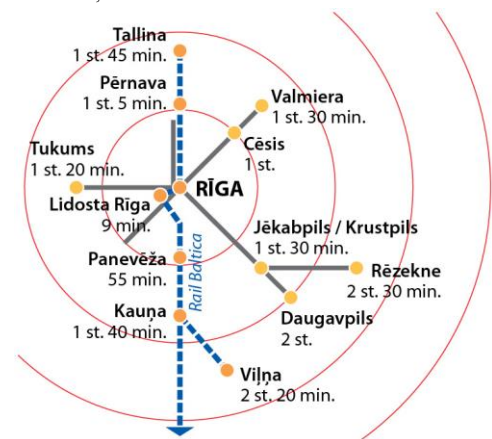 Tallina
1 st. 45 min.
Pērnava
1 st. 5 min.
Valmiera
1 st. 30 min.
Cēsis
1 st.
Tukums
1 st. 20 min.
RĪGA
Lidosta Rīga
9 min.
Jēkabpils / Krustpils
1 st. 30 min.
Rēzekne
2 st. 30 min.
Panevēža
55 min.
Rail Baltica
Kauņa
1 st. 40 min.
Daugavpils
2 st.
Viļņa
2 st. 20 min.